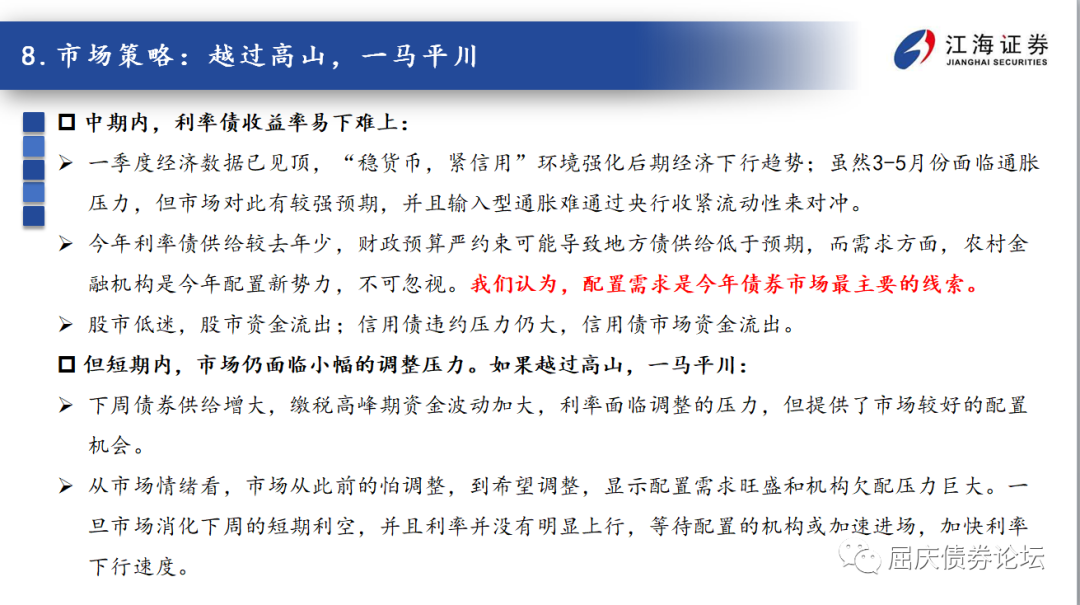 8. 市场策略：越过高山，一马平川
江海证券
JIANGHAI SECURITIES
中期内，利率债收益率易下难上：
一季度经济数据已见顶，“稳货币，紧信用”环境强化后期经济下行趋势；虽然3-5月份面临通胀
压力，但市场对此有较强预期，并且输入型通胀难通过央行收紧流动性来对冲。
今年利率债供给较去年少，财政预算严约束可能导致地方债供给低于预期，而需求方面，农村金
融机构是今年配置新势力，不可忽视。我们认为，配置需求是今年债券市场最主要的线索。
股市低迷，股市资金流出；信用债违约压力仍大，信用债市场资金流出。
但短期内，市场仍面临小幅的调整压力。如果越过高山，一马平川：
下周债券供给增大，缴税高峰期资金波动加大，利率面临调整的压力，但提供了市场较好的配置
机会。
从市场情绪看，市场从此前的怕调整，到希望调整，显示配置需求旺盛和机构欠配压力巨大。一
旦市场消化下周的短期利空，并且利率并没有明显上行，等待配置的机构或加速进场，加快利率
下行速度。
屈庆债券论坛